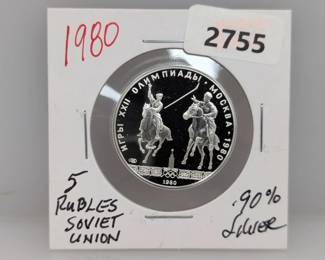 1980
2755
ИГРЫ XXII ОЛИМПИАДЫ • МОСКВА • 1980
1980
5
RUBLES
SOVIET
UNION
.90%
Silver